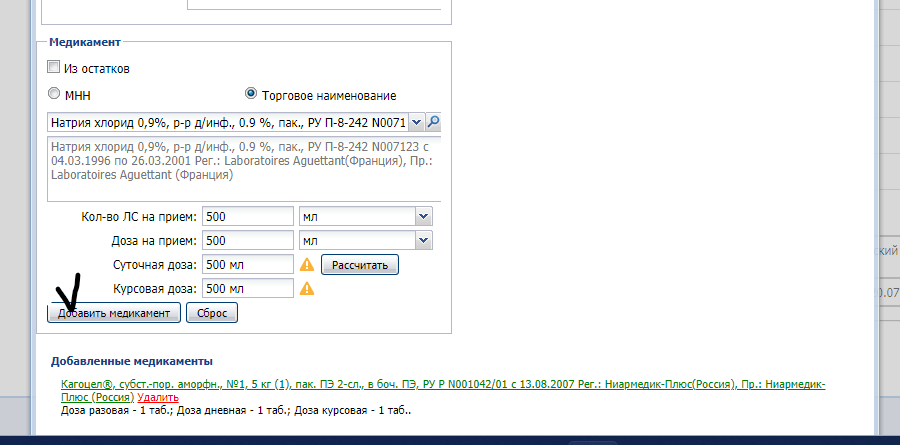 Медикамент
Из остатков
МНН Торговое наименование
Натрия хлорид 0,9%, р-р д/инф., 0.9 %, пак., РУ П-8-242 N0071
Натрия хлорид 0,9%, р-р д/инф., 0.9 %, пак., РУ П-8-242 N007123 с
04.03.1996 по 26.03.2001 Рег.: Laboratoires Aguettant(Франция), Пр.:
Laboratoires Aguettant (Франция)
Кол-во ЛС на прием: 500 мл
Доза на прием: 500 мл
Суточная доза: 500 мл Рассчитать
Курсовая доза: 500 мл
Добавить медикамент Сброс
кий
0.07
Добавленные медикаменты
Кагоцел®, субст.-пор. аморфн., №1, 5 кг (1), пак. ПЭ 2-сл., в боч. ПЭ, РУ Р N001042/01 с 13.08.2007 Рег.: Ниармедик-Плюс(Россия), Пр.: Ниармедик-
Плюс (Россия) Удалить
Доза разовая - 1 таб.; Доза дневная - 1 таб.; Доза курсовая - 1 таб..